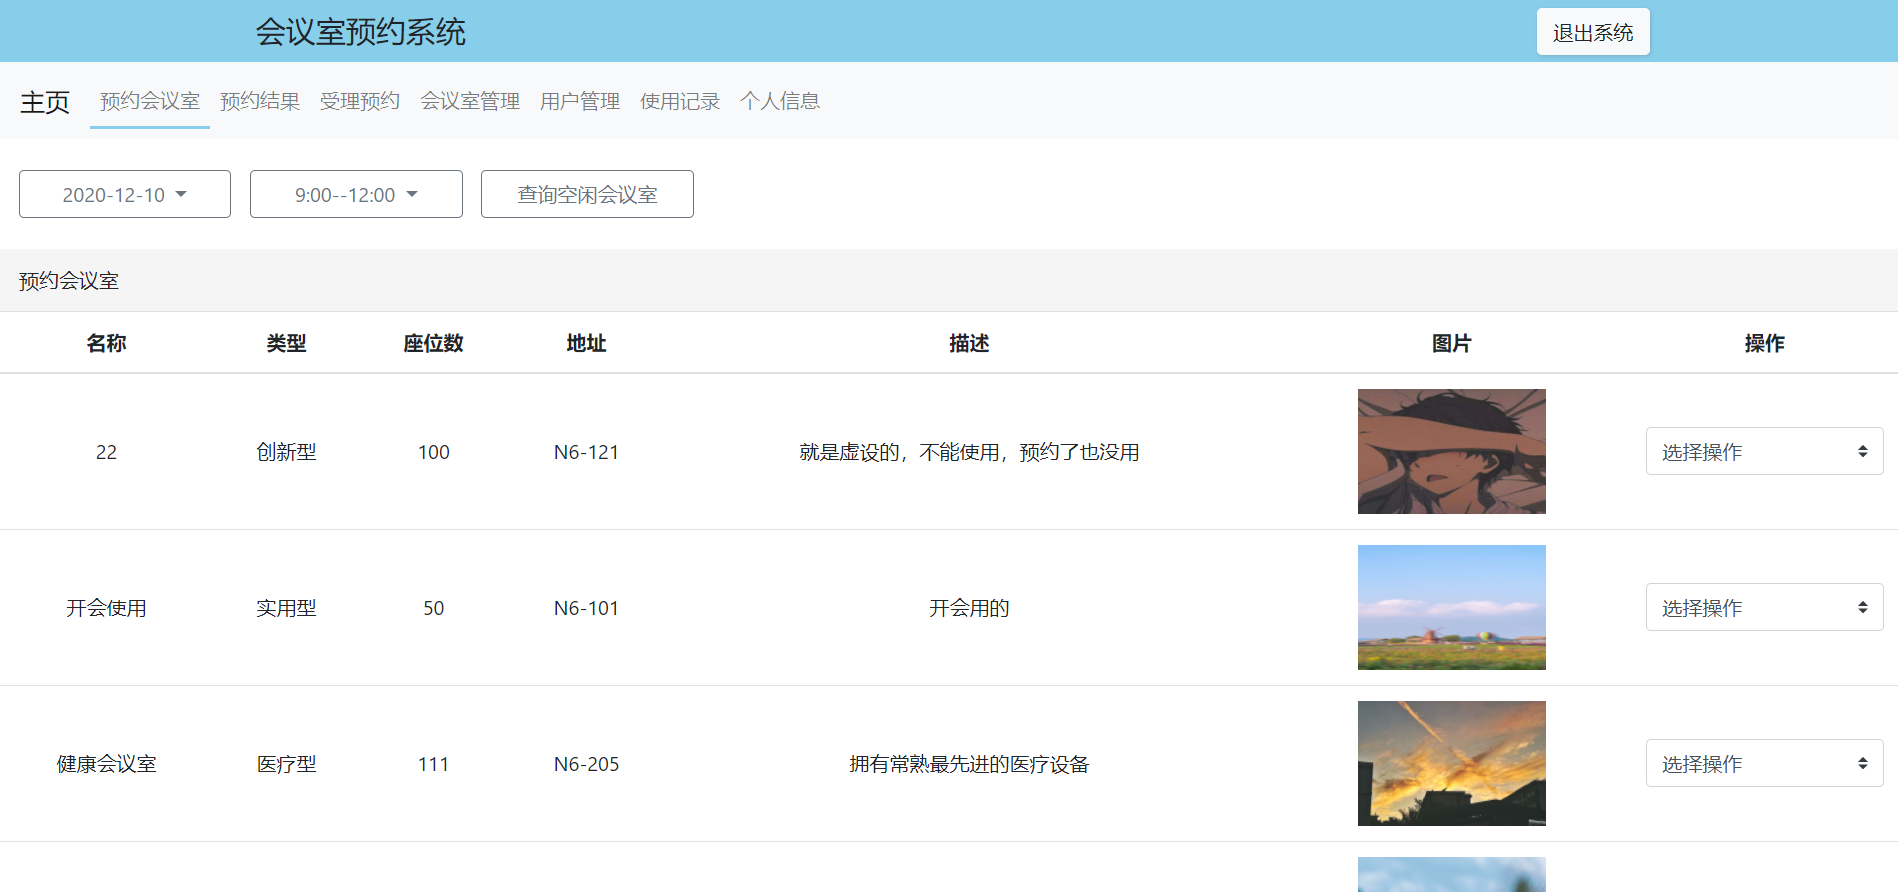 会议室预约系统 退出系统
主页 预约会议室 预约结果 受理预约 会议室管理 用户管理 使用记录 个人信息
2020-12-10 9:00--12:00 查询空闲会议室
预约会议室
名称 类型 座位数 地址 描述 图片 操作
22 创新型 100 N6-121 就是虚设的，不能使用，预约了也没用 选择操作
开会使用 实用型 50 N6-101 开会用的 选择操作
健康会议室 医疗型 111 N6-205 拥有常熟最先进的医疗设备 选择操作